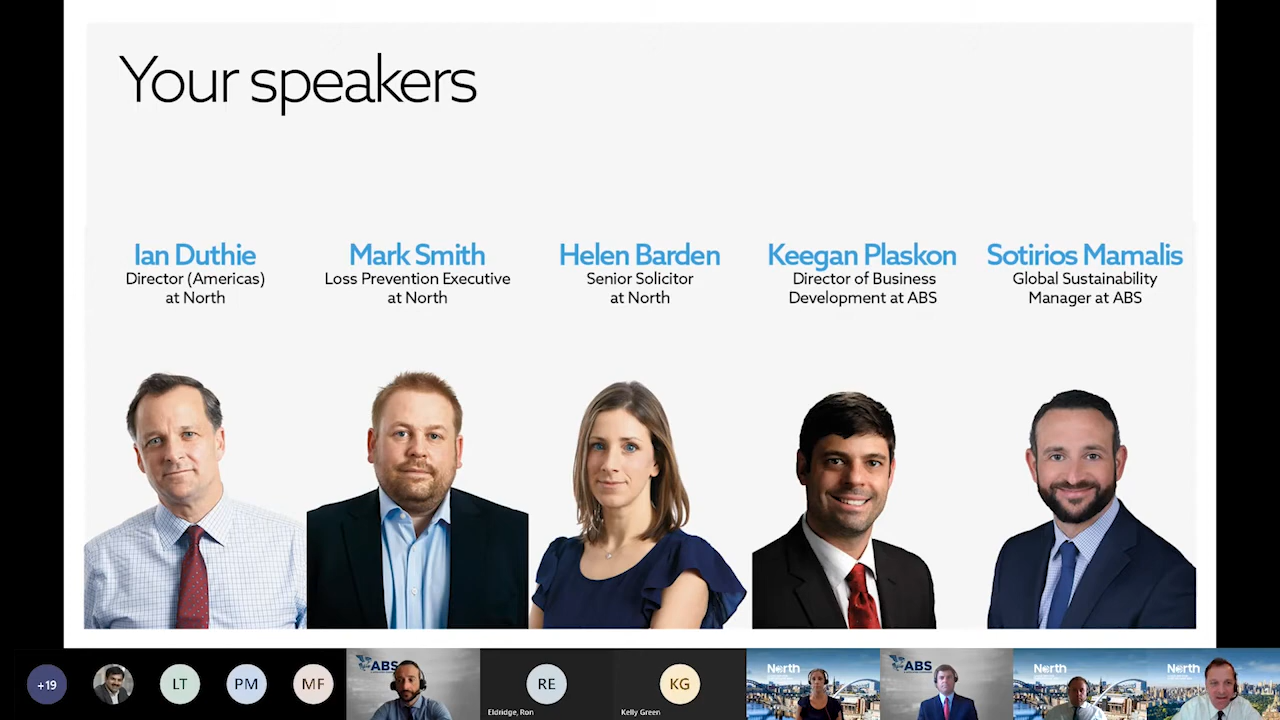 Your speakers
Ian Duthie
Director (Americas)
at North
Mark Smith
Loss Prevention Executive
at North
Helen Barden
Senior Solicitor
at North
Keegan Plaskon
Director of Business
Development at ABS
Sotirios Mamalis
Global Sustainability
Manager at ABS
+19
LT
PM
MF
ABS
RE
Eldridge, Ron
KG
Kelly Green
North
ABS
North
North